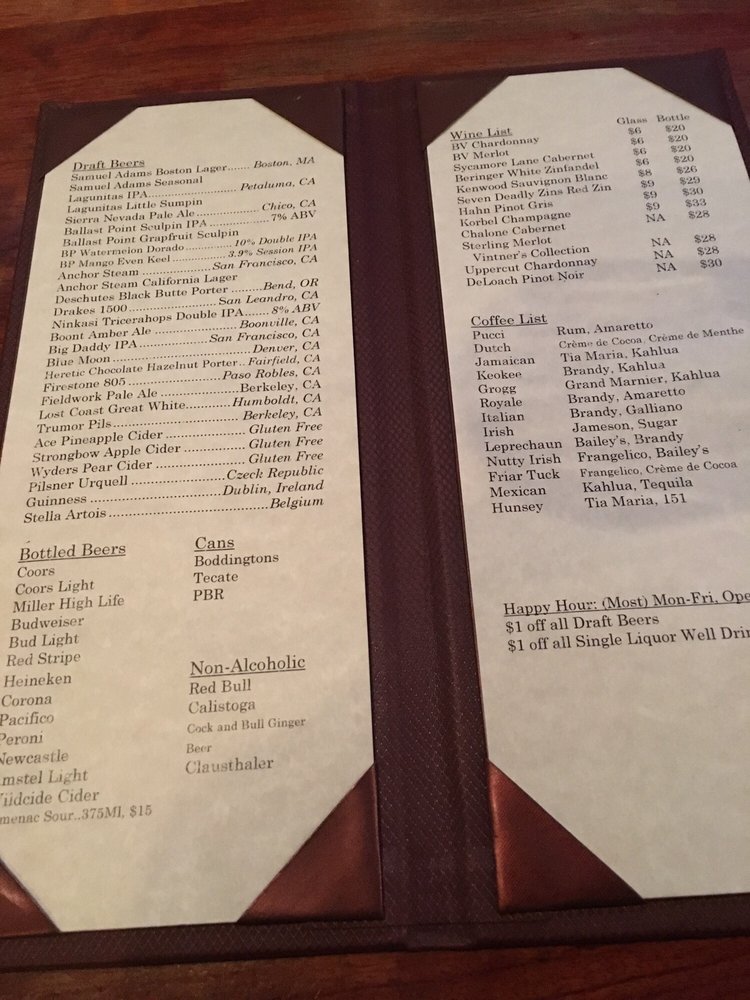 Draft Beers
Samuel Adams Boston Lager....... Boston, MA
Samuel Adams Seasonal
Lagunitas IPA........................ Petaluma, CA
Lagunitas Little Sumpin
Sierra Nevada Pale Ale ................ Chico, CA
Ballast Point Sculpin IPA ............... 7% ABV
Ballast Point Grapfruit Sculpin
BP Watermelon Dorado ............ 10% Double IPA
BP Mango Even Keel ............... 3.9% Session IPA
Anchor Steam .................. San Francisco, CA
Anchor Steam California Lager
Deschutes Black Butte Porter ........Bend, OR
Drakes 1500 ....................... San Leandro, CA
Ninkasi Tricerahops Double IPA....... 8% ABV
Boont Amber Ale ................. Boonville, CA
Big Daddy IPA .................. San Francisco, CA
Blue Moon ............................ Denver, CA
Heretic Chocolate Hazelnut Porter.. Fairfield, CA
Firestone 805 ........................ Paso Robles, CA
Fieldwork Pale Ale ................ Berkeley, CA
Lost Coast Great White............ Humboldt, CA
Trumor Pils............................. Berkeley, CA
Ace Pineapple Cider .................. Gluten Free
Strongbow Apple Cider .............. Gluten Free
Wyders Pear Cider ................... Gluten Free
Pilsner Urquell ...................... Czeck Republic
Guinness ........................... Dublin, Ireland
Stella Artois ................................. Belgium
Bottled Beers
Coors
Coors Light
Miller High Life
Budweiser
Bud Light
Red Stripe
Heineken
Corona
Pacifico
Peroni
Newcastle
mstel Light
iidcide Cider
menac Sour..375Ml, $15
Cans
Boddingtons
Tecate
PBR
Non-Alcoholic
Red Bull
Calistoga
Cock and Bull Ginger
Beer
Clausthaler
Wine List Glass Bottle
BV Chardonnay $6 $20
BV Merlot $6 $20
Sycamore Lane Cabernet $6 $20
Beringer White Zinfandel $6 $20
Kenwood Sauvignon Blanc $8 $26
Seven Deadly Zins Red Zin $9 $29
Hahn Pinot Gris $9 $30
Korbel Champagne $9 $33
Chalone Cabernet NA $28
Sterling Merlot
Vintner's Collection NA $28
Uppercut Chardonnay NA $28
DeLoach Pinot Noir NA $30
Coffee List
Pucci Rum, Amaretto
Dutch Crème de Cocoa, Crème de Menthe
Jamaican Tia Maria, Kahlua
Keokee Brandy, Kahlua
Grogg Grand Marnier, Kahlua
Royale Brandy, Amaretto
Italian Brandy, Galliano
Irish Jameson, Sugar
Leprechaun Bailey's, Brandy
Nutty Irish Frangelico, Bailey's
Friar Tuck Frangelico, Crème de Cocoa
Mexican Kahlua, Tequila
Hunsey Tia Maria, 151
Happy Hour: (Most) Mon-Fri, Ope
$1 off all Draft Beers
$1 off all Single Liquor Well Drin